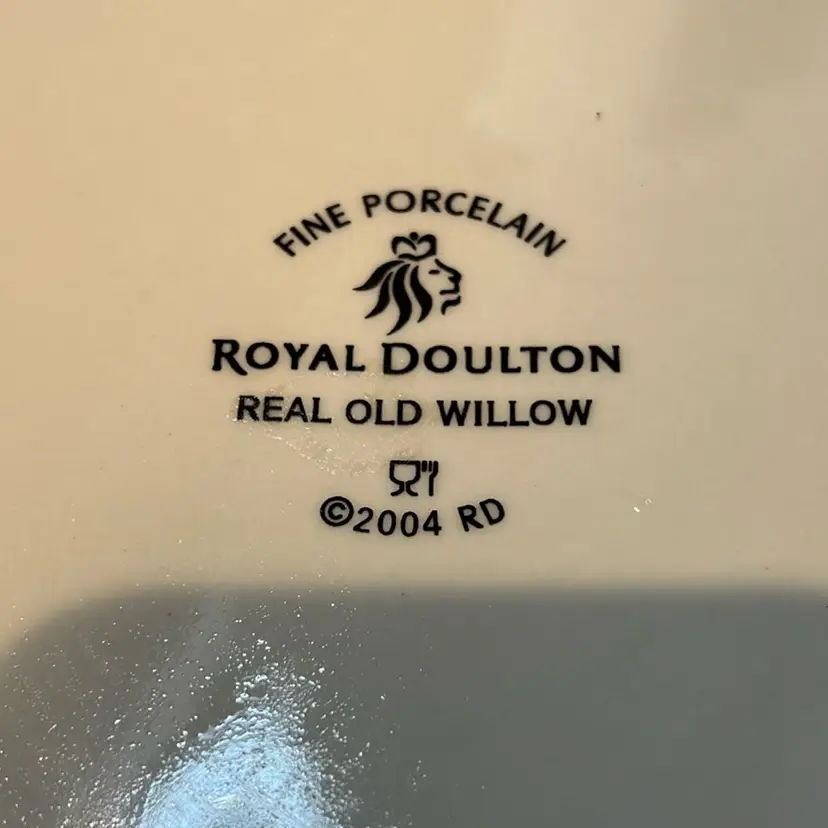 FINE PORCELAIN
ROYAL DOULTON
REAL OLD WILLOW
©2004 RD